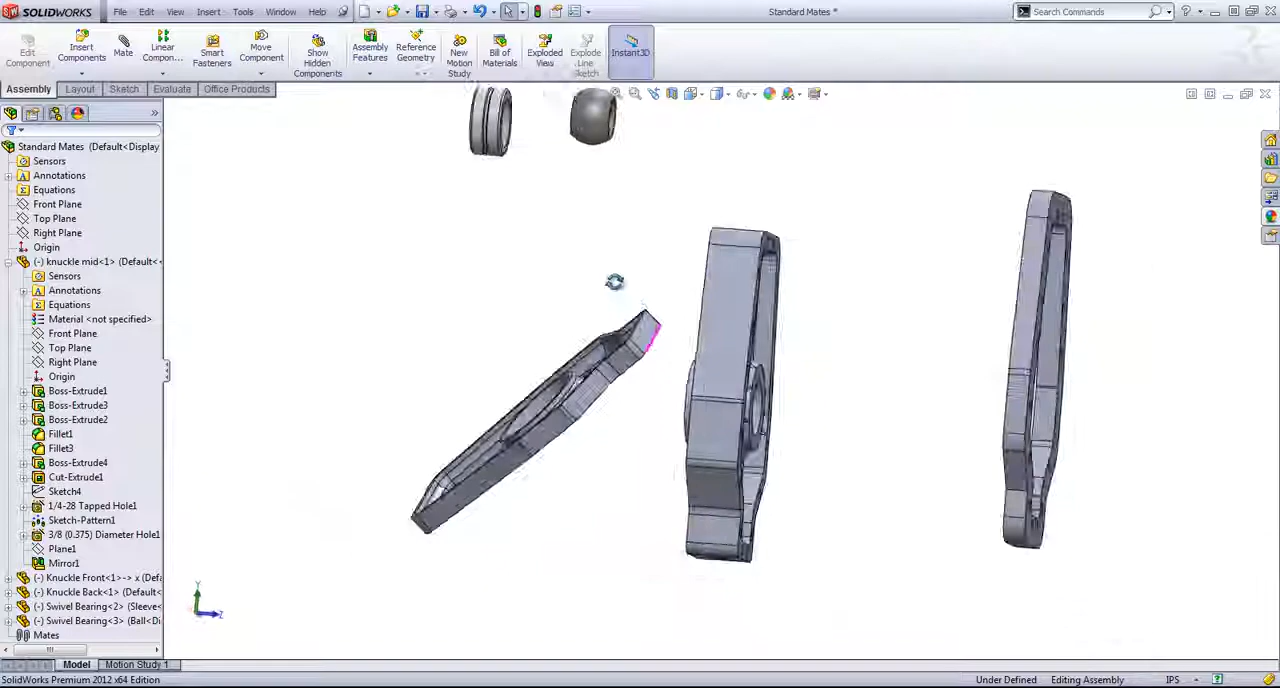 SOLIDWORKS File Edit View Insert Tools Window Help Standard Mates * Search Commands
Edit Component
Insert Components
Mate
Linear Compon...
Smart Fasteners
Move Component
Show Hidden Components
Assembly Features
Reference Geometry
New Motion Study
Bill of Materials
Exploded View
Explode Line Sketch
Instant3D
Assembly Layout Sketch Evaluate Office Products
Standard Mates (Default<Display
Sensors
Annotations
Equations
Front Plane
Top Plane
Right Plane
Origin
(-) knuckle mid<1> (Default<
Sensors
Annotations
Equations
Material <not specified>
Front Plane
Top Plane
Right Plane
Origin
Boss-Extrude1
Boss-Extrude3
Boss-Extrude2
Fillet1
Fillet3
Boss-Extrude4
Cut-Extrude1
Sketch4
1/4-28 Tapped Hole1
Sketch-Pattern1
3/8 (0.375) Diameter Hole1
Plane1
Mirror1
(-) Knuckle Front<1>-> x (Defa
(-) Knuckle Back<1> (Default<
(-) Swivel Bearing<2> (Sleeve<
(-) Swivel Bearing<3> (Ball<Di
Mates
Y
Z
Model Motion Study 1
SolidWorks Premium 2012 x64 Edition Under Defined Editing Assembly IPS